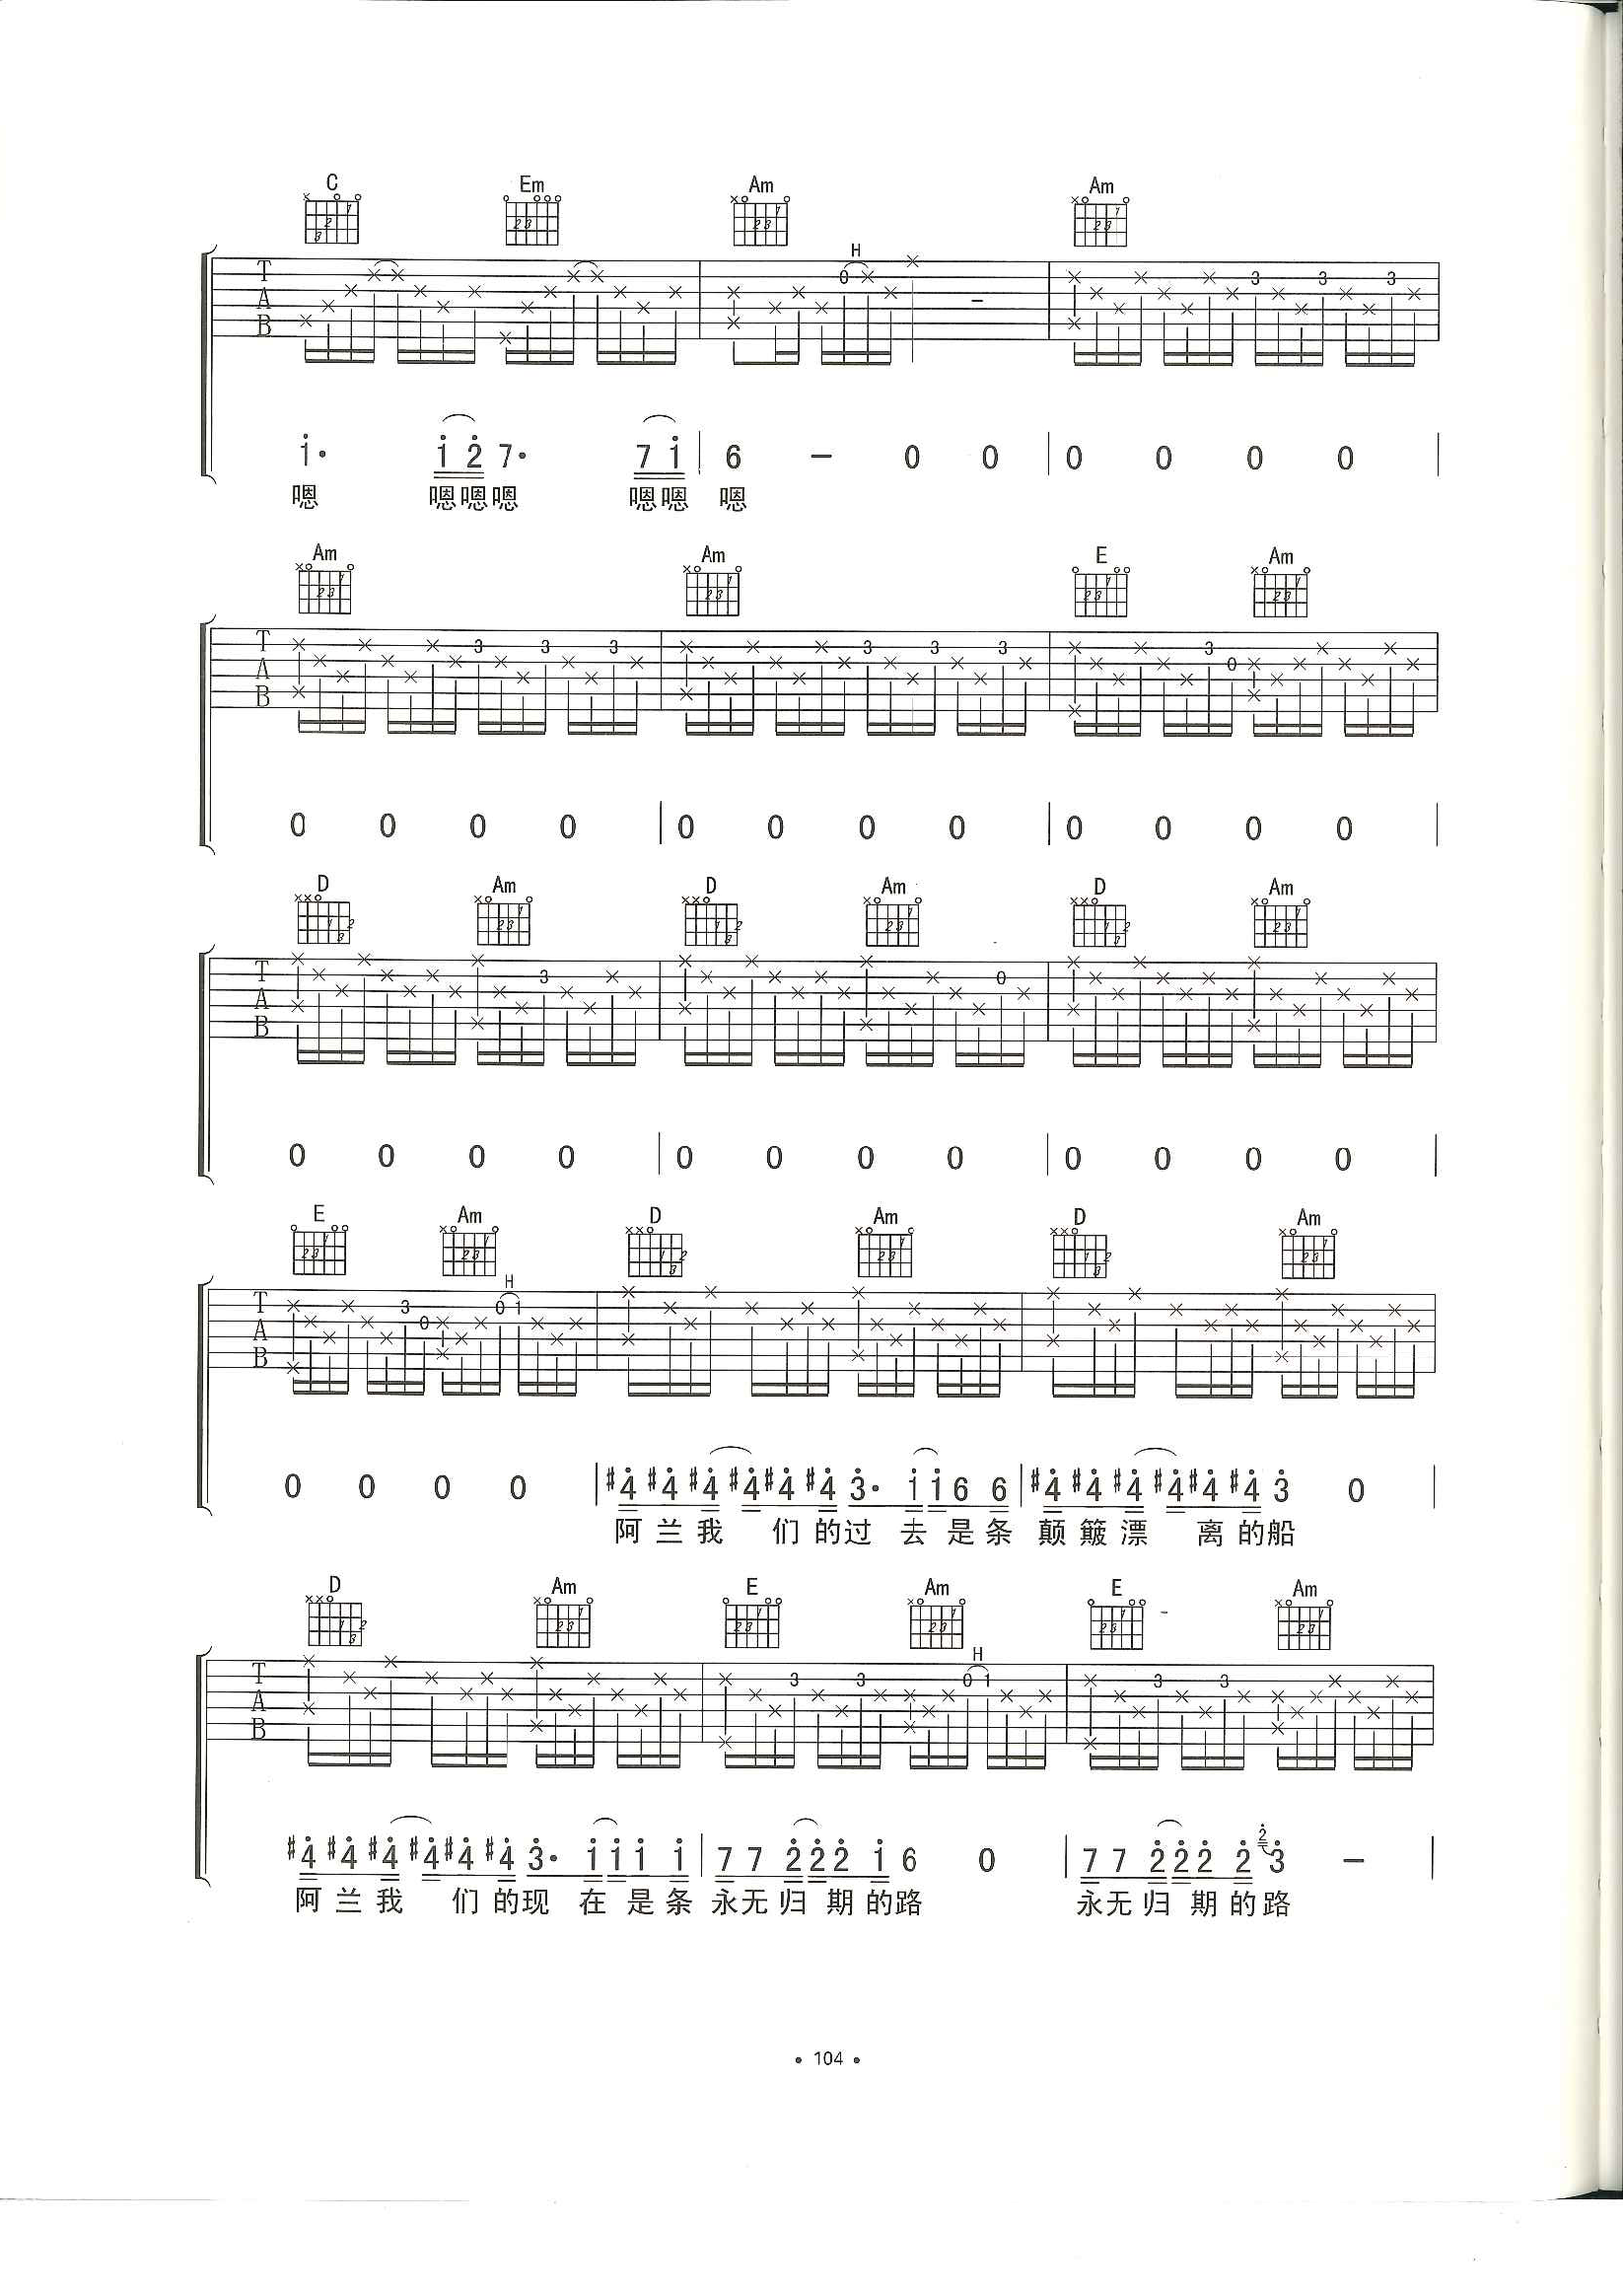 C Em Am Am
H
T A B 0 3 3 3
i· i 2 7· 7 i | 6 – 0 0 | 0 0 0 0 |
嗯 嗯嗯嗯 嗯嗯 嗯
Am Am E Am
T A B 3 3 3 3 3 3 3 0
0 0 0 0 | 0 0 0 0 | 0 0 0 0 |
D Am D Am D Am
T A B 3 0
0 0 0 0 | 0 0 0 0 | 0 0 0 0 |
E Am D Am D Am
H
T A B 3 0 0 1
0 0 0 0 | #4 #4 #4 #4 #4 #4 3· i i 6 6 | #4 #4 #4 #4 #4 #4 3 0 |
阿兰我 们的过 去是条 颠簸漂 离的船
D Am E Am E Am
H
T A B 3 3 0 1 3 3
#4 #4 #4 #4 #4 #4 3· i i i i | 7 7 2 2 2 i 6 0 | 7 7 2 2 2 2 2 3 – |
阿兰我 们的现 在是条 永无归 期的路 永无归 期的路
• 104 •